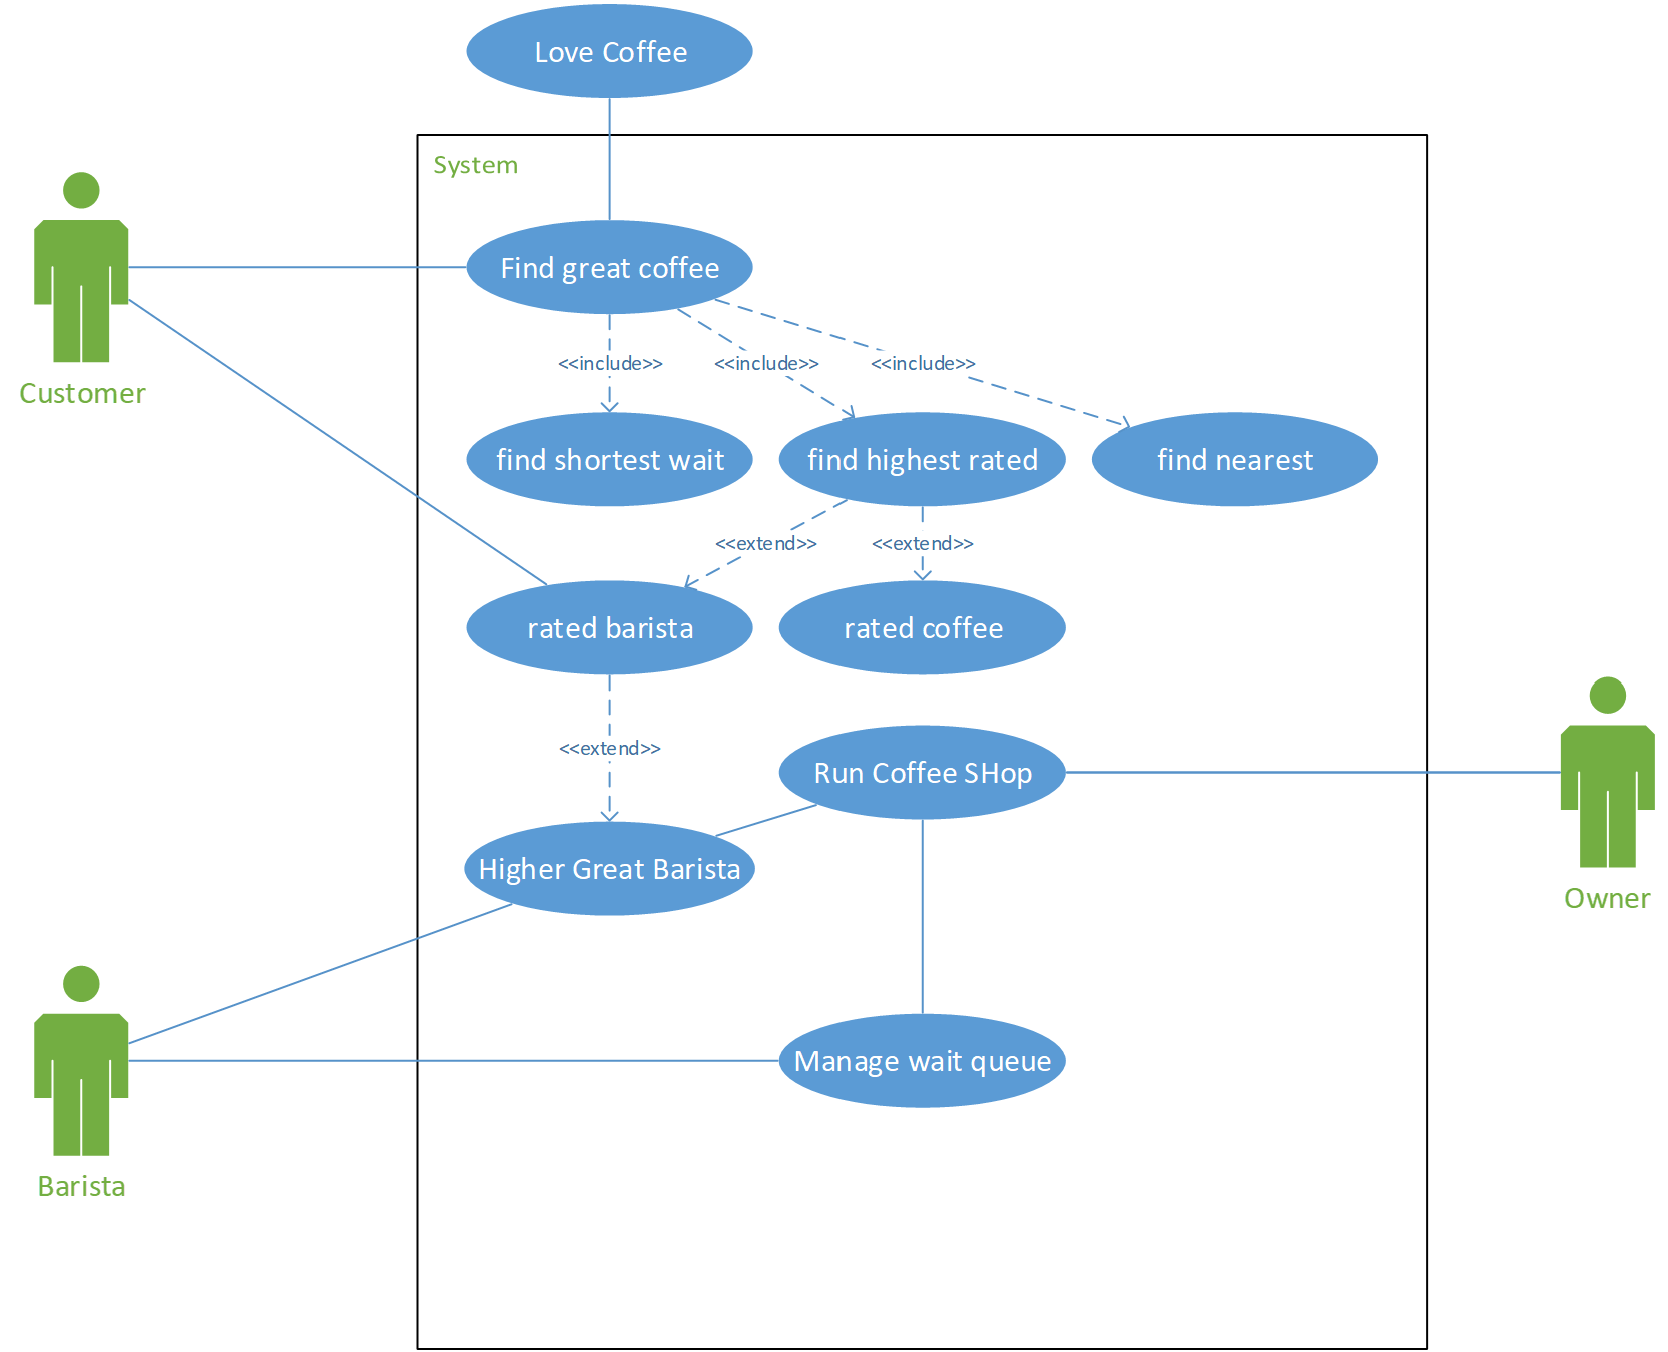 Love Coffee
System
Find great coffee
Customer
<<include>>
<<include>>
<<include>>
find shortest wait
find highest rated
find nearest
<<extend>>
<<extend>>
rated barista
rated coffee
<<extend>>
Run Coffee SHop
Higher Great Barista
Owner
Manage wait queue
Barista